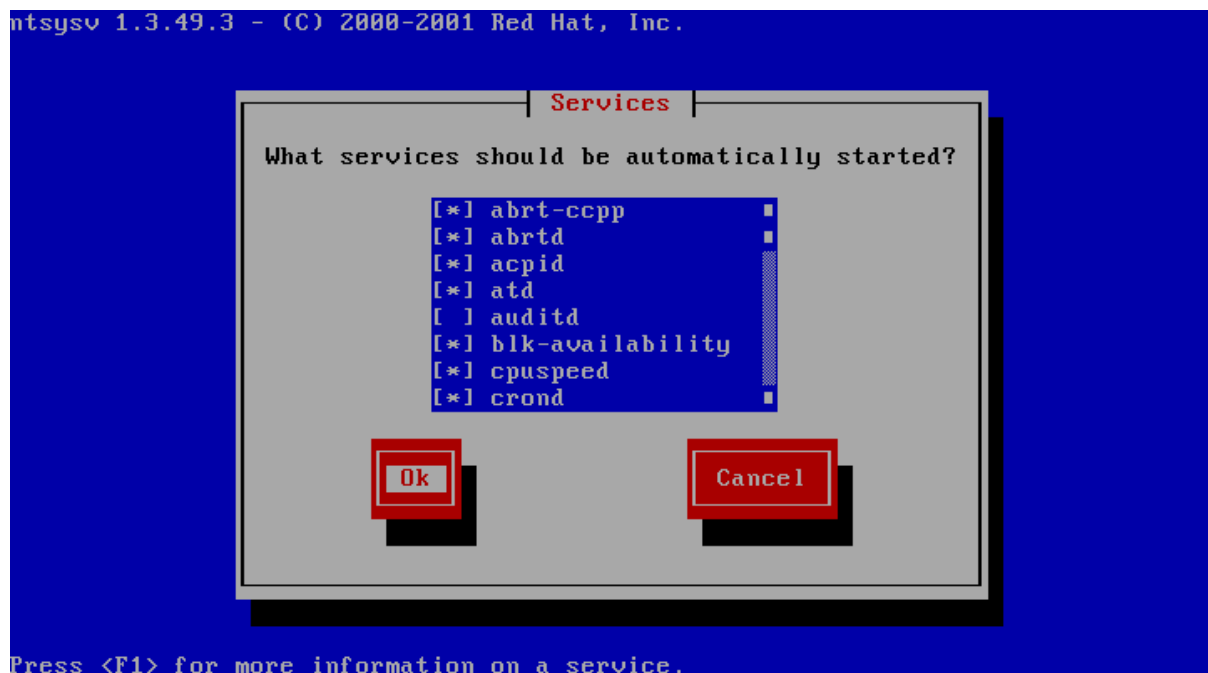 ntsysv 1.3.49.3 - (C) 2000-2001 Red Hat, Inc.
Services
What services should be automatically started?
[*] abrt-ccpp
[*] abrtd
[*] acpid
[*] atd
[ ] auditd
[*] blk-availability
[*] cpuspeed
[*] crond
Ok Cancel
Press <F1> for more information on a service.